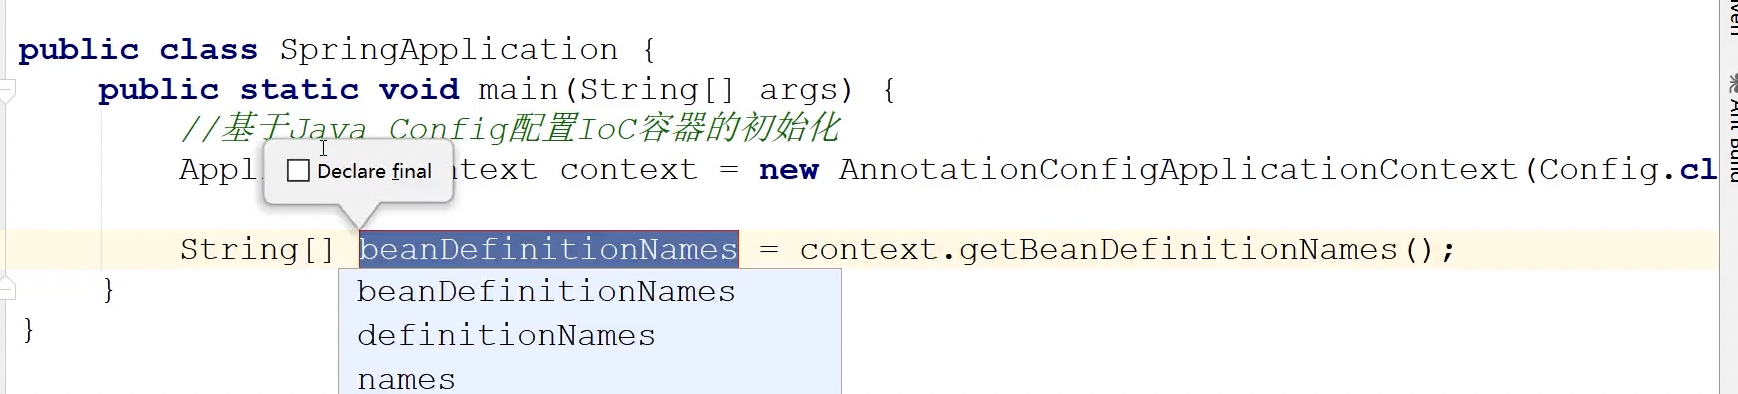 public class SpringApplication {
public static void main(String[] args) {
//基于Java Config配置IoC容器的初始化
Declare final
Appl text context = new AnnotationConfigApplicationContext(Config.cl
String[] beanDefinitionNames = context.getBeanDefinitionNames();
beanDefinitionNames
}
definitionNames
}
names
Ant Build